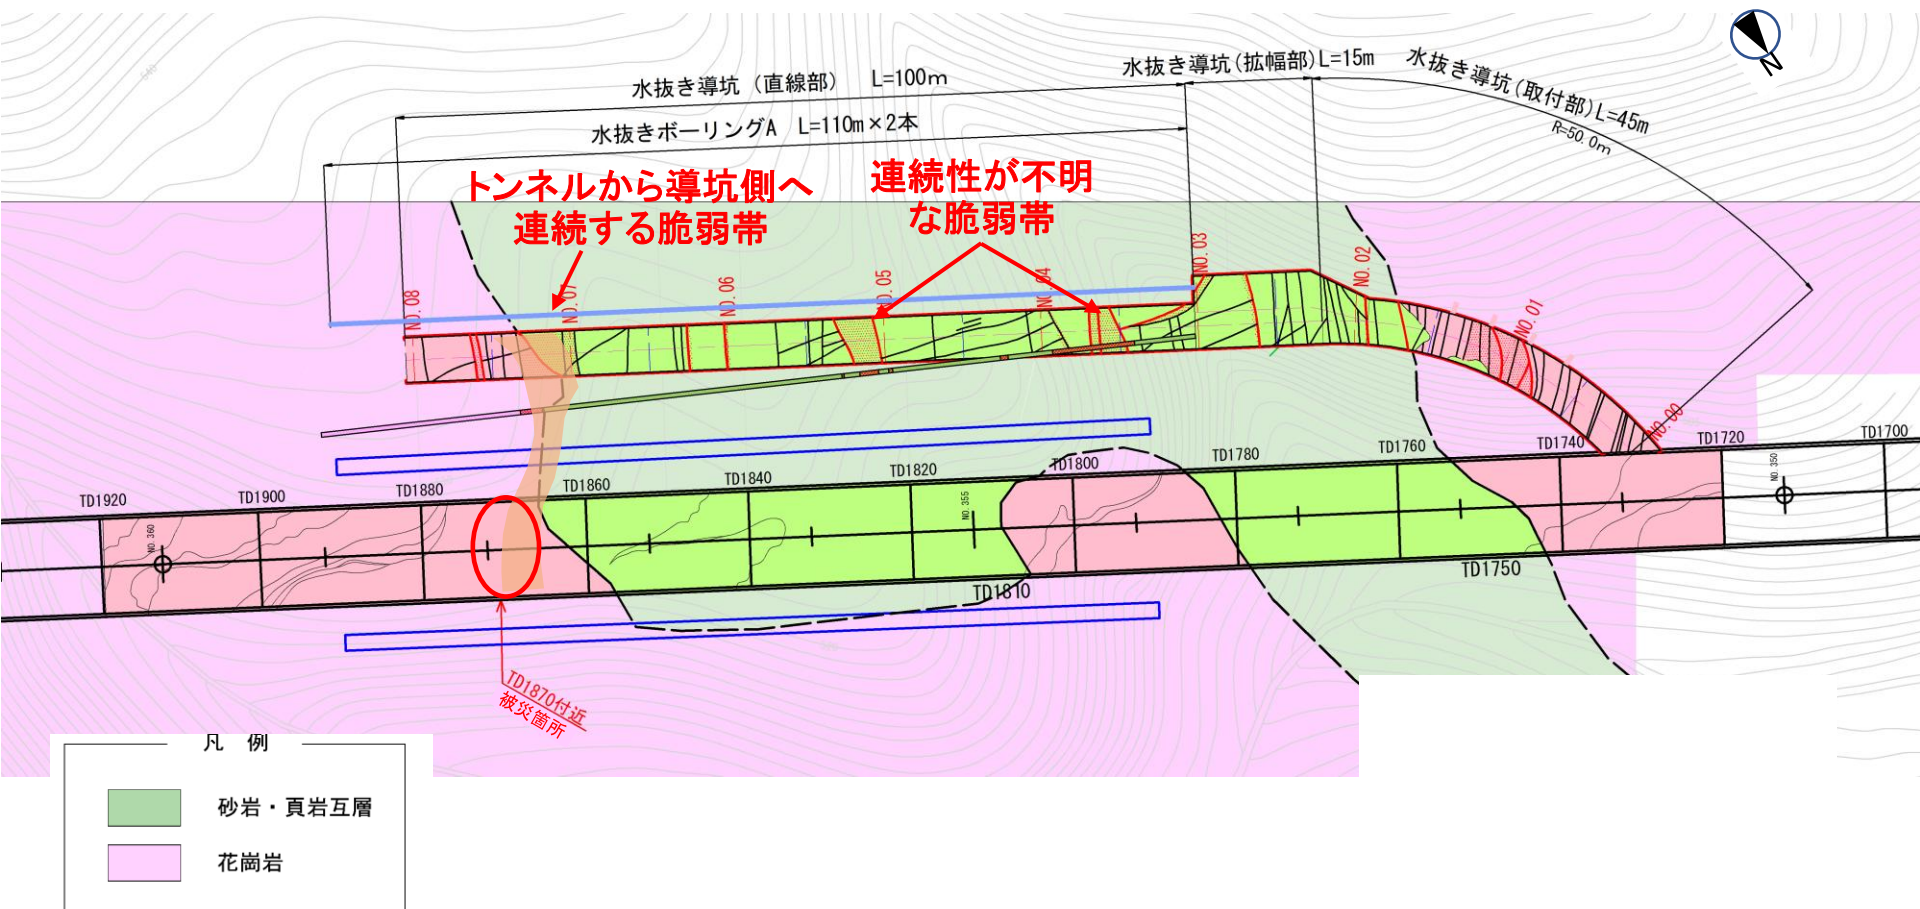 水抜き導坑（直線部） L=100m
水抜き導坑(拡幅部)L=15m
水抜き導坑(取付部)L=45m
R=50.0m
水抜きボーリングA L=110m×2本
トンネルから導坑側へ
連続する脆弱帯
連続性が不明
な脆弱帯
N
NO.08
NO.07
NO.06
NO.05
NO.04
NO.03
NO.02
NO.01
NO.00
TD1920
TD1900
TD1880
TD1860
TD1840
TD1820
TD1800
TD1780
TD1760
TD1740
TD1720
TD1700
NO.360
NO.355
NO.350
TD1810
TD1750
TD1870付近
被災箇所
凡 例
砂岩・頁岩互層
花崗岩